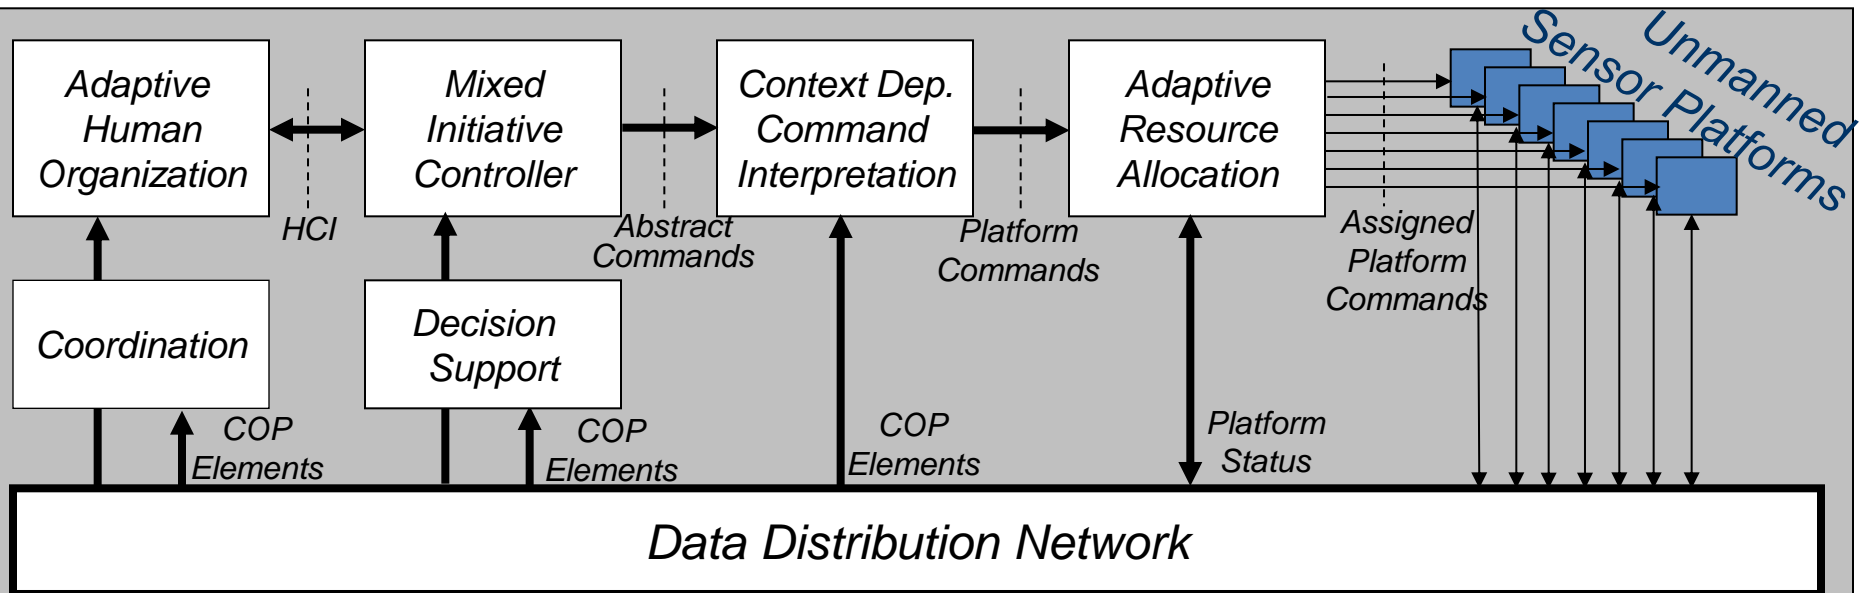 Adaptive
Human
Organization
Mixed
Initiative
Controller
Context Dep.
Command
Interpretation
Adaptive
Resource
Allocation
Unmanned
Sensor Platforms
HCI
Abstract
Commands
Platform
Commands
Assigned
Platform
Commands
Coordination
Decision
Support
COP
Elements
COP
Elements
COP
Elements
Platform
Status
Data Distribution Network